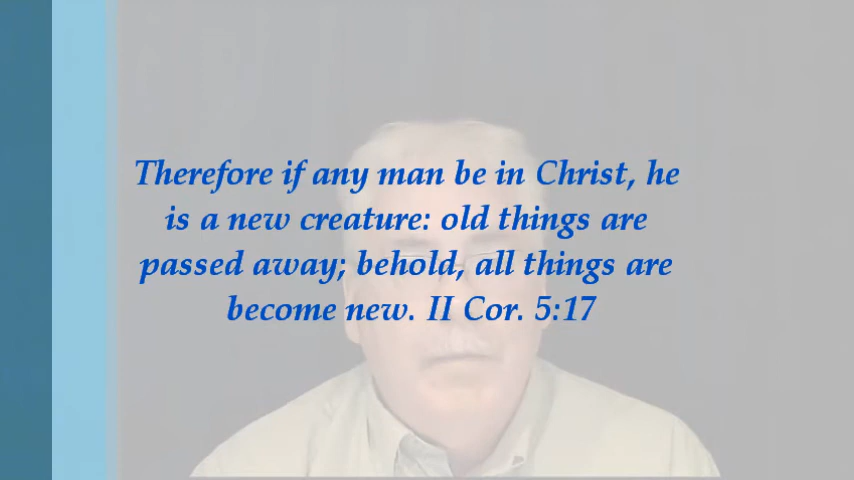 Therefore if any man be in Christ, he
is a new creature: old things are
passed away; behold, all things are
become new. II Cor. 5:17